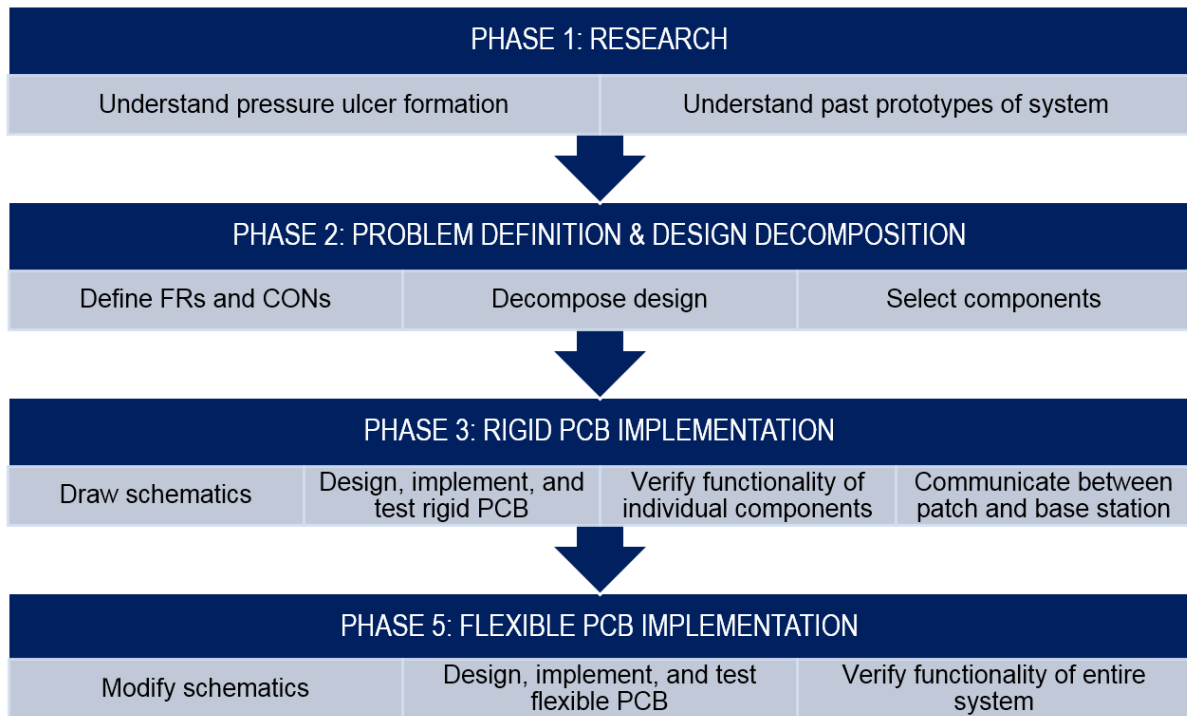 PHASE 1: RESEARCH
Understand pressure ulcer formation
Understand past prototypes of system
PHASE 2: PROBLEM DEFINITION & DESIGN DECOMPOSITION
Define FRs and CONs
Decompose design
Select components
PHASE 3: RIGID PCB IMPLEMENTATION
Draw schematics
Design, implement, and
test rigid PCB
Verify functionality of
individual components
Communicate between
patch and base station
PHASE 5: FLEXIBLE PCB IMPLEMENTATION
Modify schematics
Design, implement, and test
flexible PCB
Verify functionality of entire
system